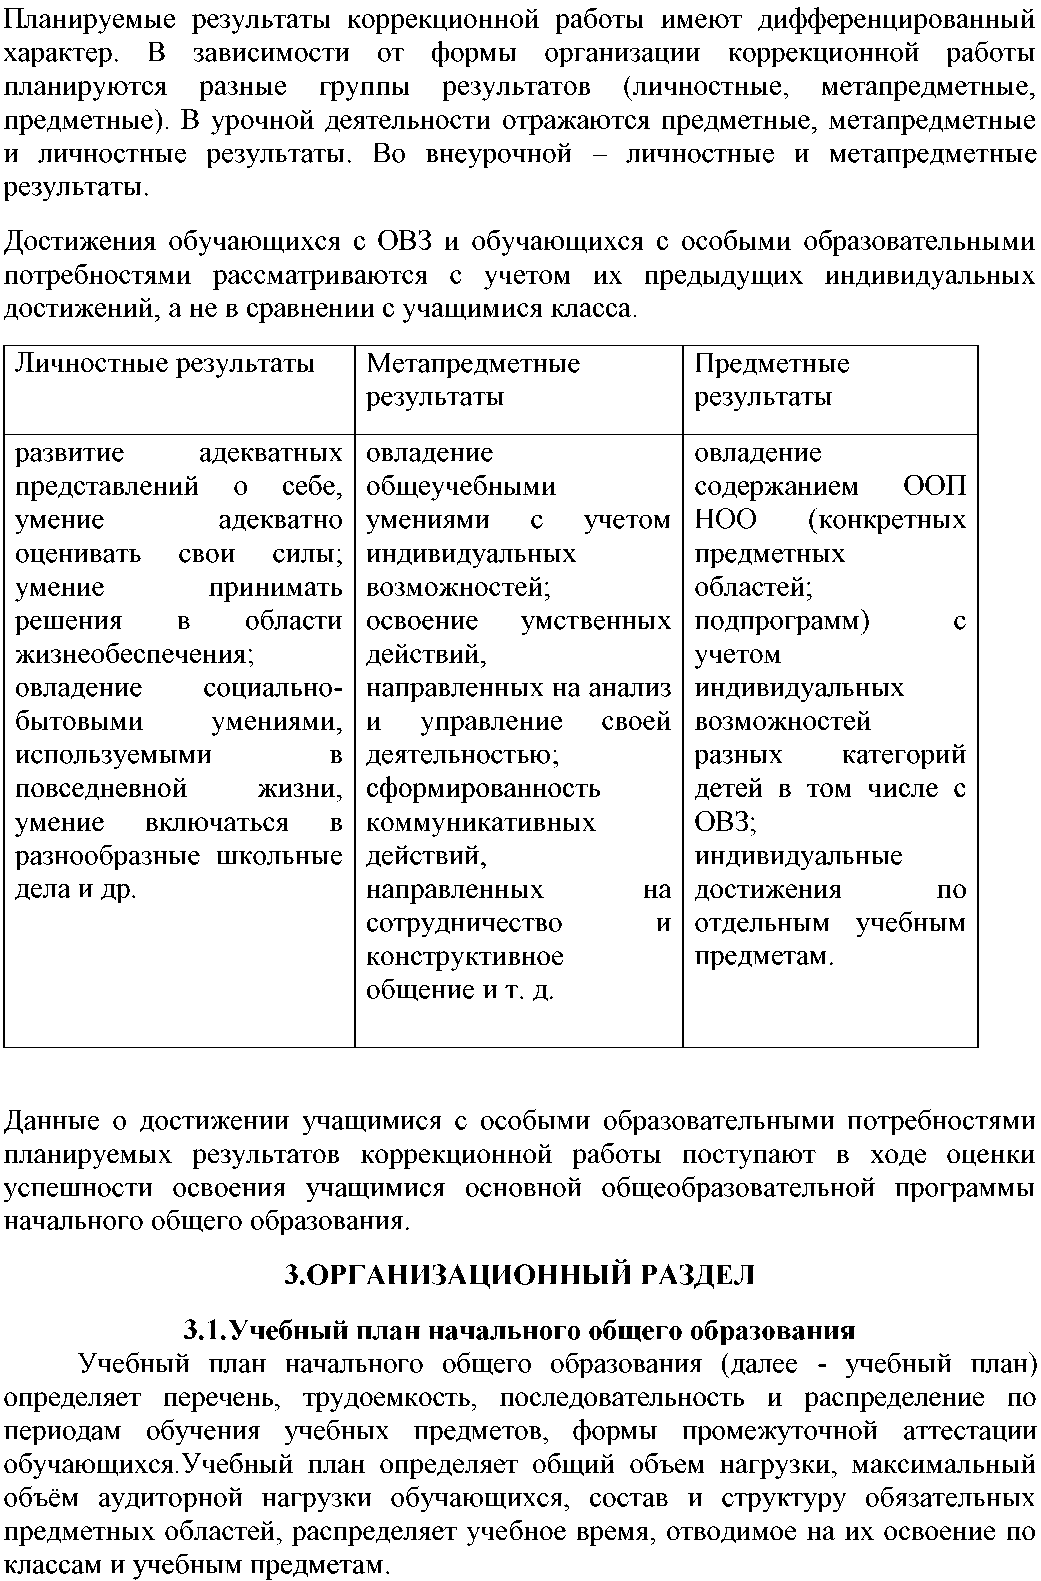 Планируемые результаты коррекционной работы имеют дифференцированный
характер. В зависимости от формы организации коррекционной работы
планируются разные группы результатов (личностные, метапредметные,
предметные). В урочной деятельности отражаются предметные, метапредметные
и личностные результаты. Во внеурочной – личностные и метапредметные
результаты.
Достижения обучающихся с ОВЗ и обучающихся с особыми образовательными
потребностями рассматриваются с учетом их предыдущих индивидуальных
достижений, а не в сравнении с учащимися класса.
Личностные результаты
Метапредметные
результаты
Предметные
результаты
развитие адекватных
представлений о себе,
умение адекватно
оценивать свои силы;
умение принимать
решения в области
жизнеобеспечения;
овладение социально-
бытовыми умениями,
используемыми в
повседневной жизни,
умение включаться в
разнообразные школьные
дела и др.
овладение
общеучебными
умениями с учетом
индивидуальных
возможностей;
освоение умственных
действий,
направленных на анализ
и управление своей
деятельностью;
сформированность
коммуникативных
действий,
направленных на
сотрудничество и
конструктивное
общение и т. д.
овладение
содержанием ООП
НОО (конкретных
предметных
областей;
подпрограмм) с
учетом
индивидуальных
возможностей
разных категорий
детей в том числе с
ОВЗ;
индивидуальные
достижения по
отдельным учебным
предметам.
Данные о достижении учащимися с особыми образовательными потребностями
планируемых результатов коррекционной работы поступают в ходе оценки
успешности освоения учащимися основной общеобразовательной программы
начального общего образования.
3.ОРГАНИЗАЦИОННЫЙ РАЗДЕЛ
3.1.Учебный план начального общего образования
Учебный план начального общего образования (далее - учебный план)
определяет перечень, трудоемкость, последовательность и распределение по
периодам обучения учебных предметов, формы промежуточной аттестации
обучающихся.Учебный план определяет общий объем нагрузки, максимальный
объём аудиторной нагрузки обучающихся, состав и структуру обязательных
предметных областей, распределяет учебное время, отводимое на их освоение по
классам и учебным предметам.